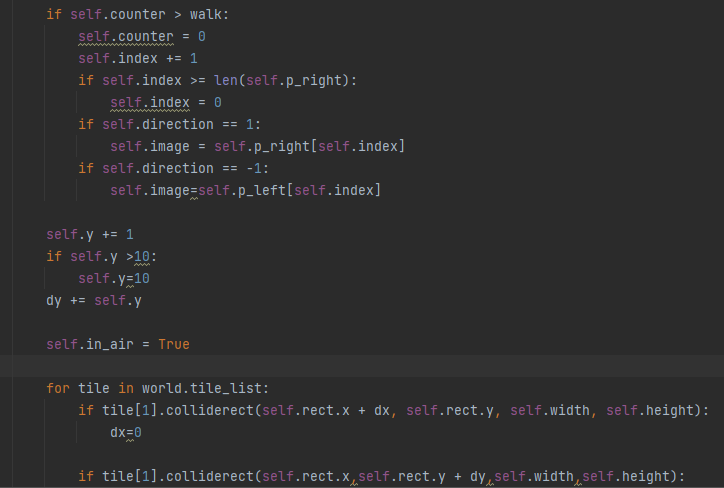 if self.counter > walk:
    self.counter = 0
    self.index += 1
    if self.index >= len(self.p_right):
        self.index = 0
    if self.direction == 1:
        self.image = self.p_right[self.index]
    if self.direction == -1:
        self.image=self.p_left[self.index]
self.y += 1
if self.y >10:
    self.y=10
dy += self.y
self.in_air = True
for tile in world.tile_list:
    if tile[1].colliderect(self.rect.x + dx, self.rect.y, self.width, self.height):
        dx=0
    if tile[1].colliderect(self.rect.x,self.rect.y + dy,self.width,self.height):